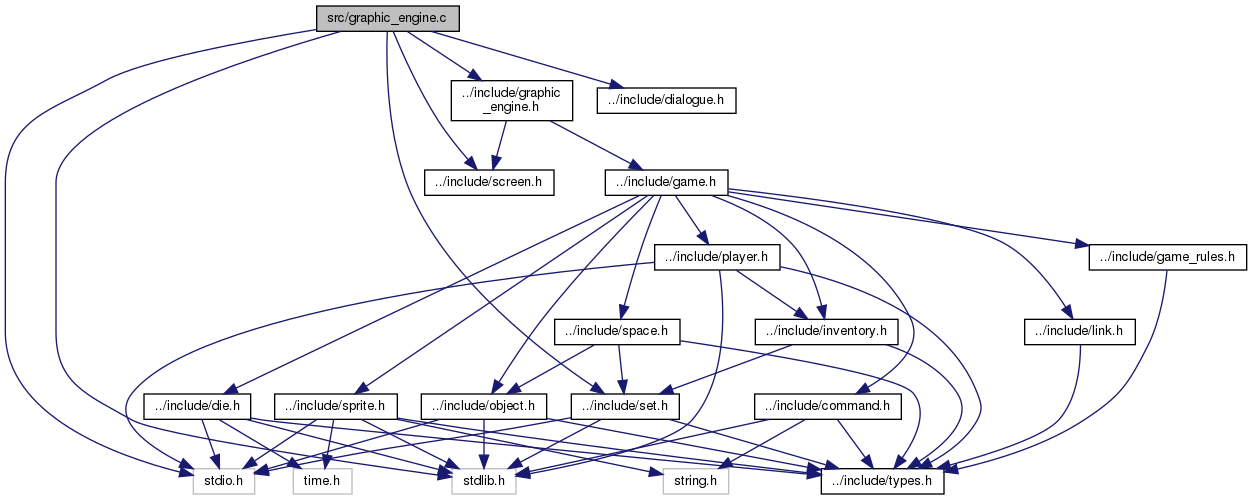 src/graphic_engine.c
../include/graphic
_engine.h
../include/dialogue.h
../include/screen.h
../include/game.h
../include/player.h
../include/game_rules.h
../include/space.h
../include/inventory.h
../include/link.h
../include/die.h
../include/sprite.h
../include/object.h
../include/set.h
../include/command.h
stdio.h
time.h
stdlib.h
string.h
../include/types.h